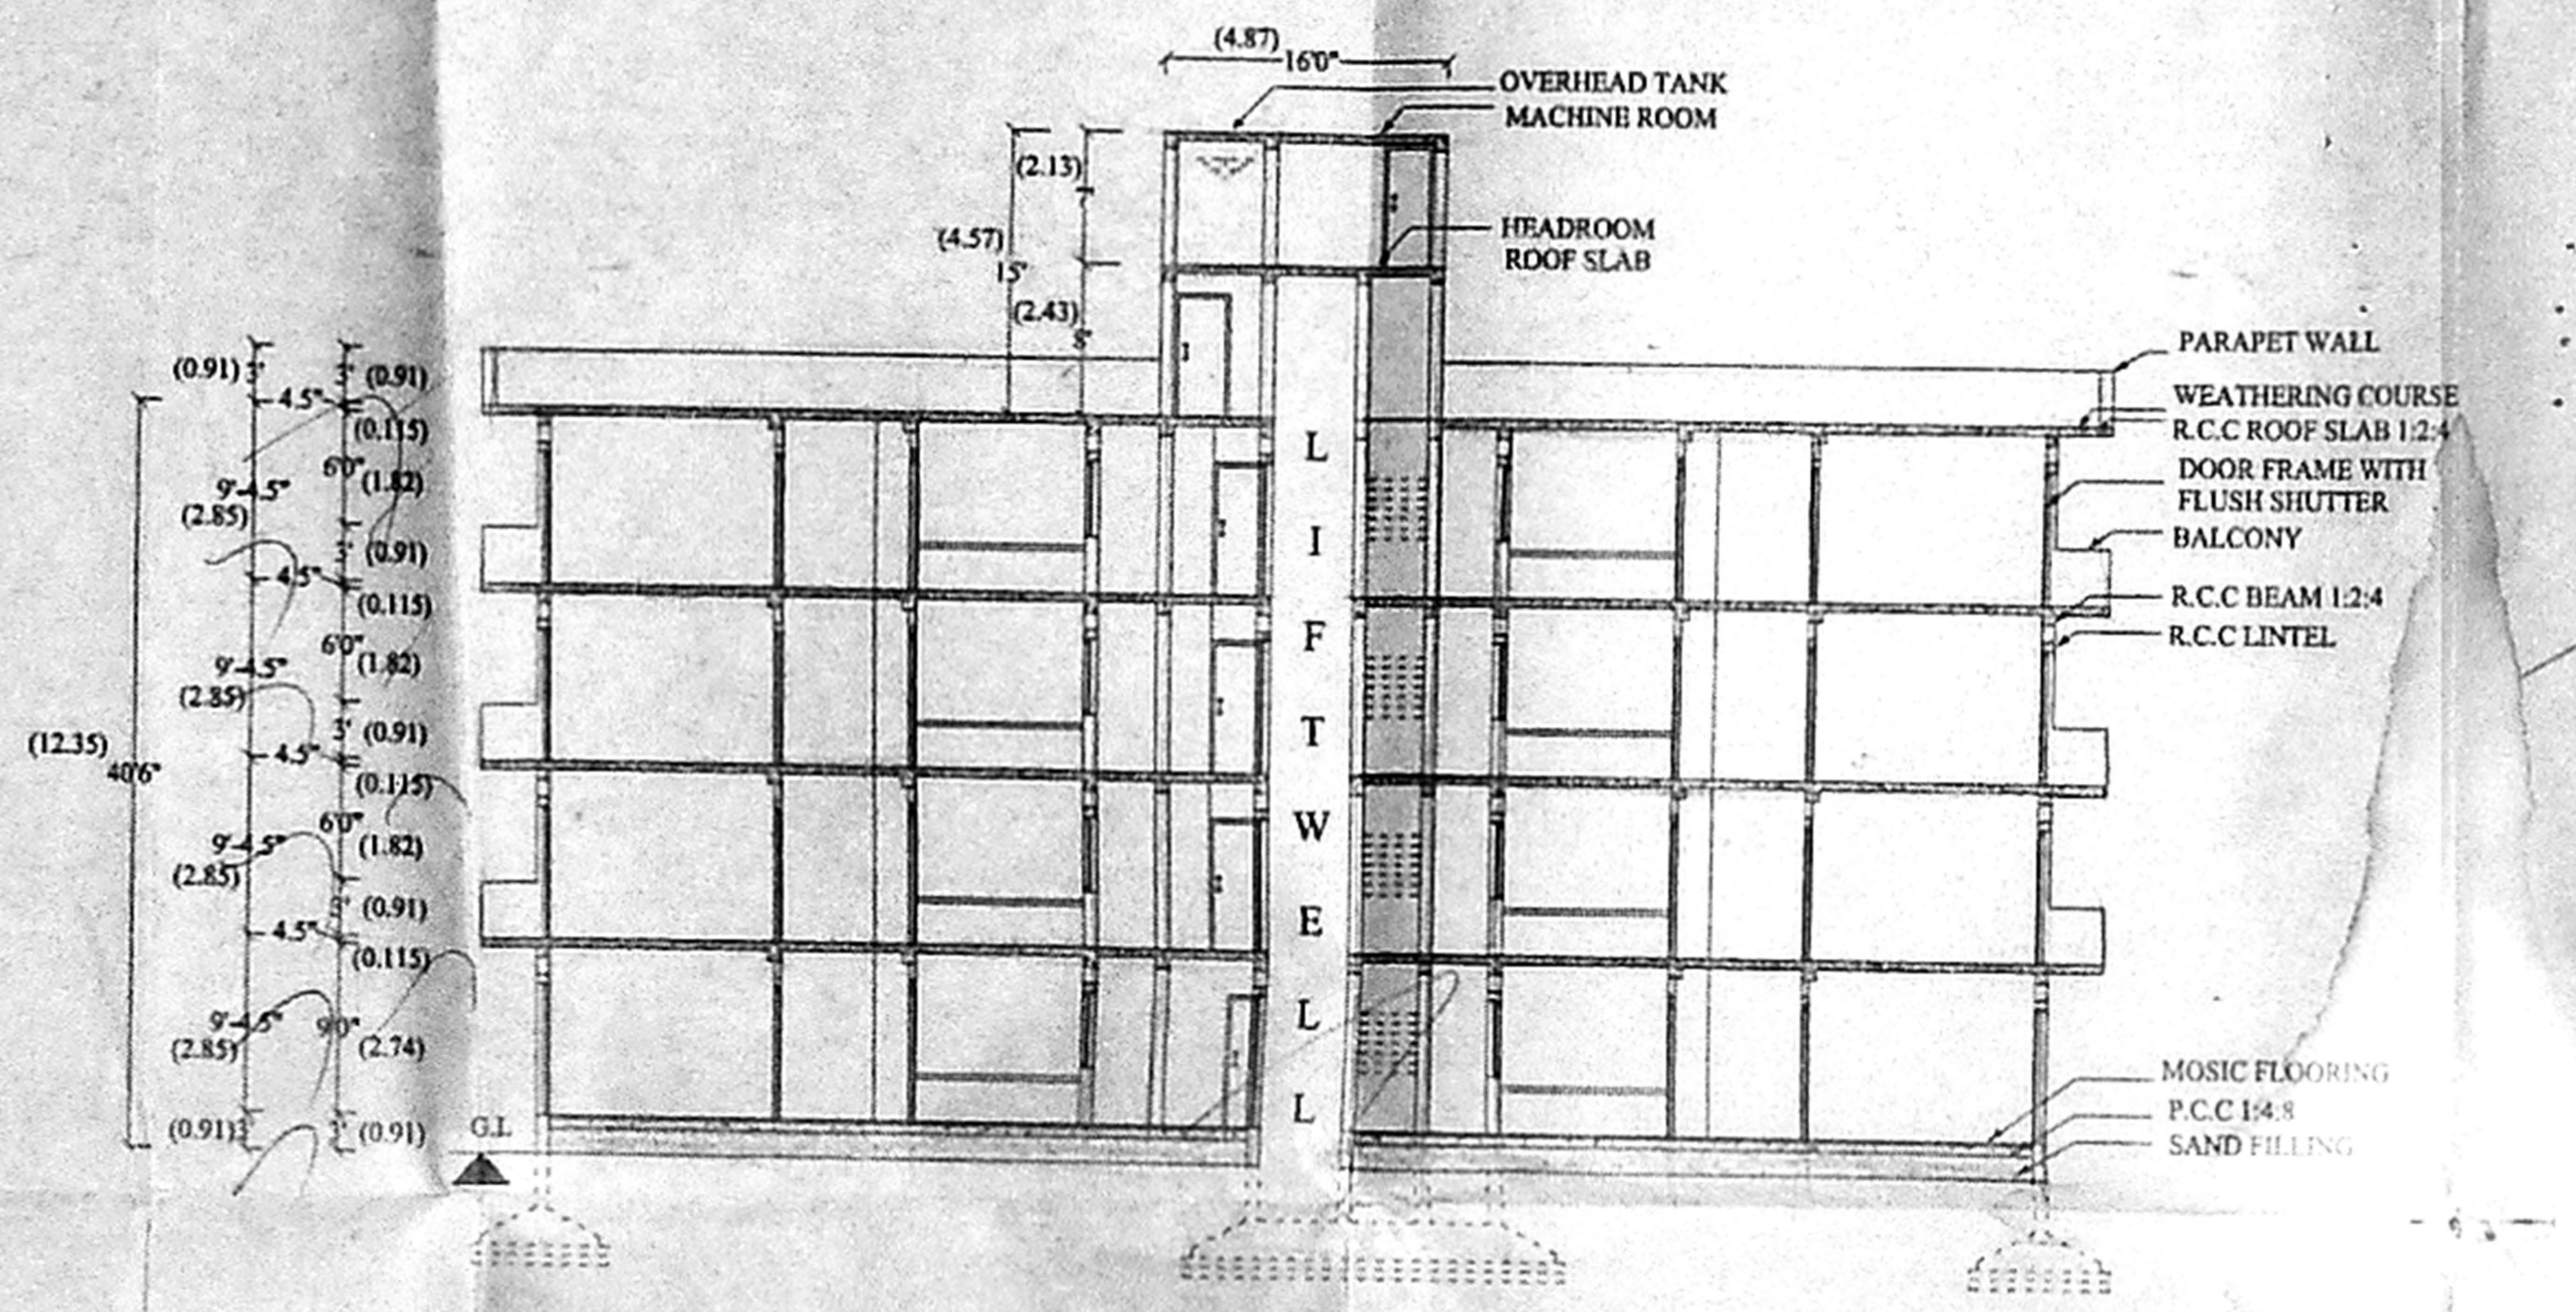 (4.87)
16'0"
OVERHEAD TANK
MACHINE ROOM
(2.13)
7'
HEADROOM
ROOF SLAB
(4.57)
15'
(2.43)
8'
(0.91) 3'
3' (0.91)
4.5"
(0.115)
6'0" (1.82)
9'-4.5"
(2.85)
3' (0.91)
4.5"
(0.115)
6'0" (1.82)
9'-4.5"
(2.85)
3' (0.91)
4.5"
(0.115)
(12.35)
40'6"
6'0" (1.82)
9'-4.5"
(2.85)
3' (0.91)
4.5"
(0.115)
9'-4.5"
9'0"
(2.85)
(2.74)
(0.91) 3'
3' (0.91)
G.L
L
I
F
T
W
E
L
L
PARAPET WALL
WEATHERING COURSE
R.C.C ROOF SLAB 1:2:4
DOOR FRAME WITH
FLUSH SHUTTER
BALCONY
R.C.C BEAM 1:2:4
R.C.C LINTEL
MOSIC FLOORING
P.C.C 1:4:8
SAND FILLING